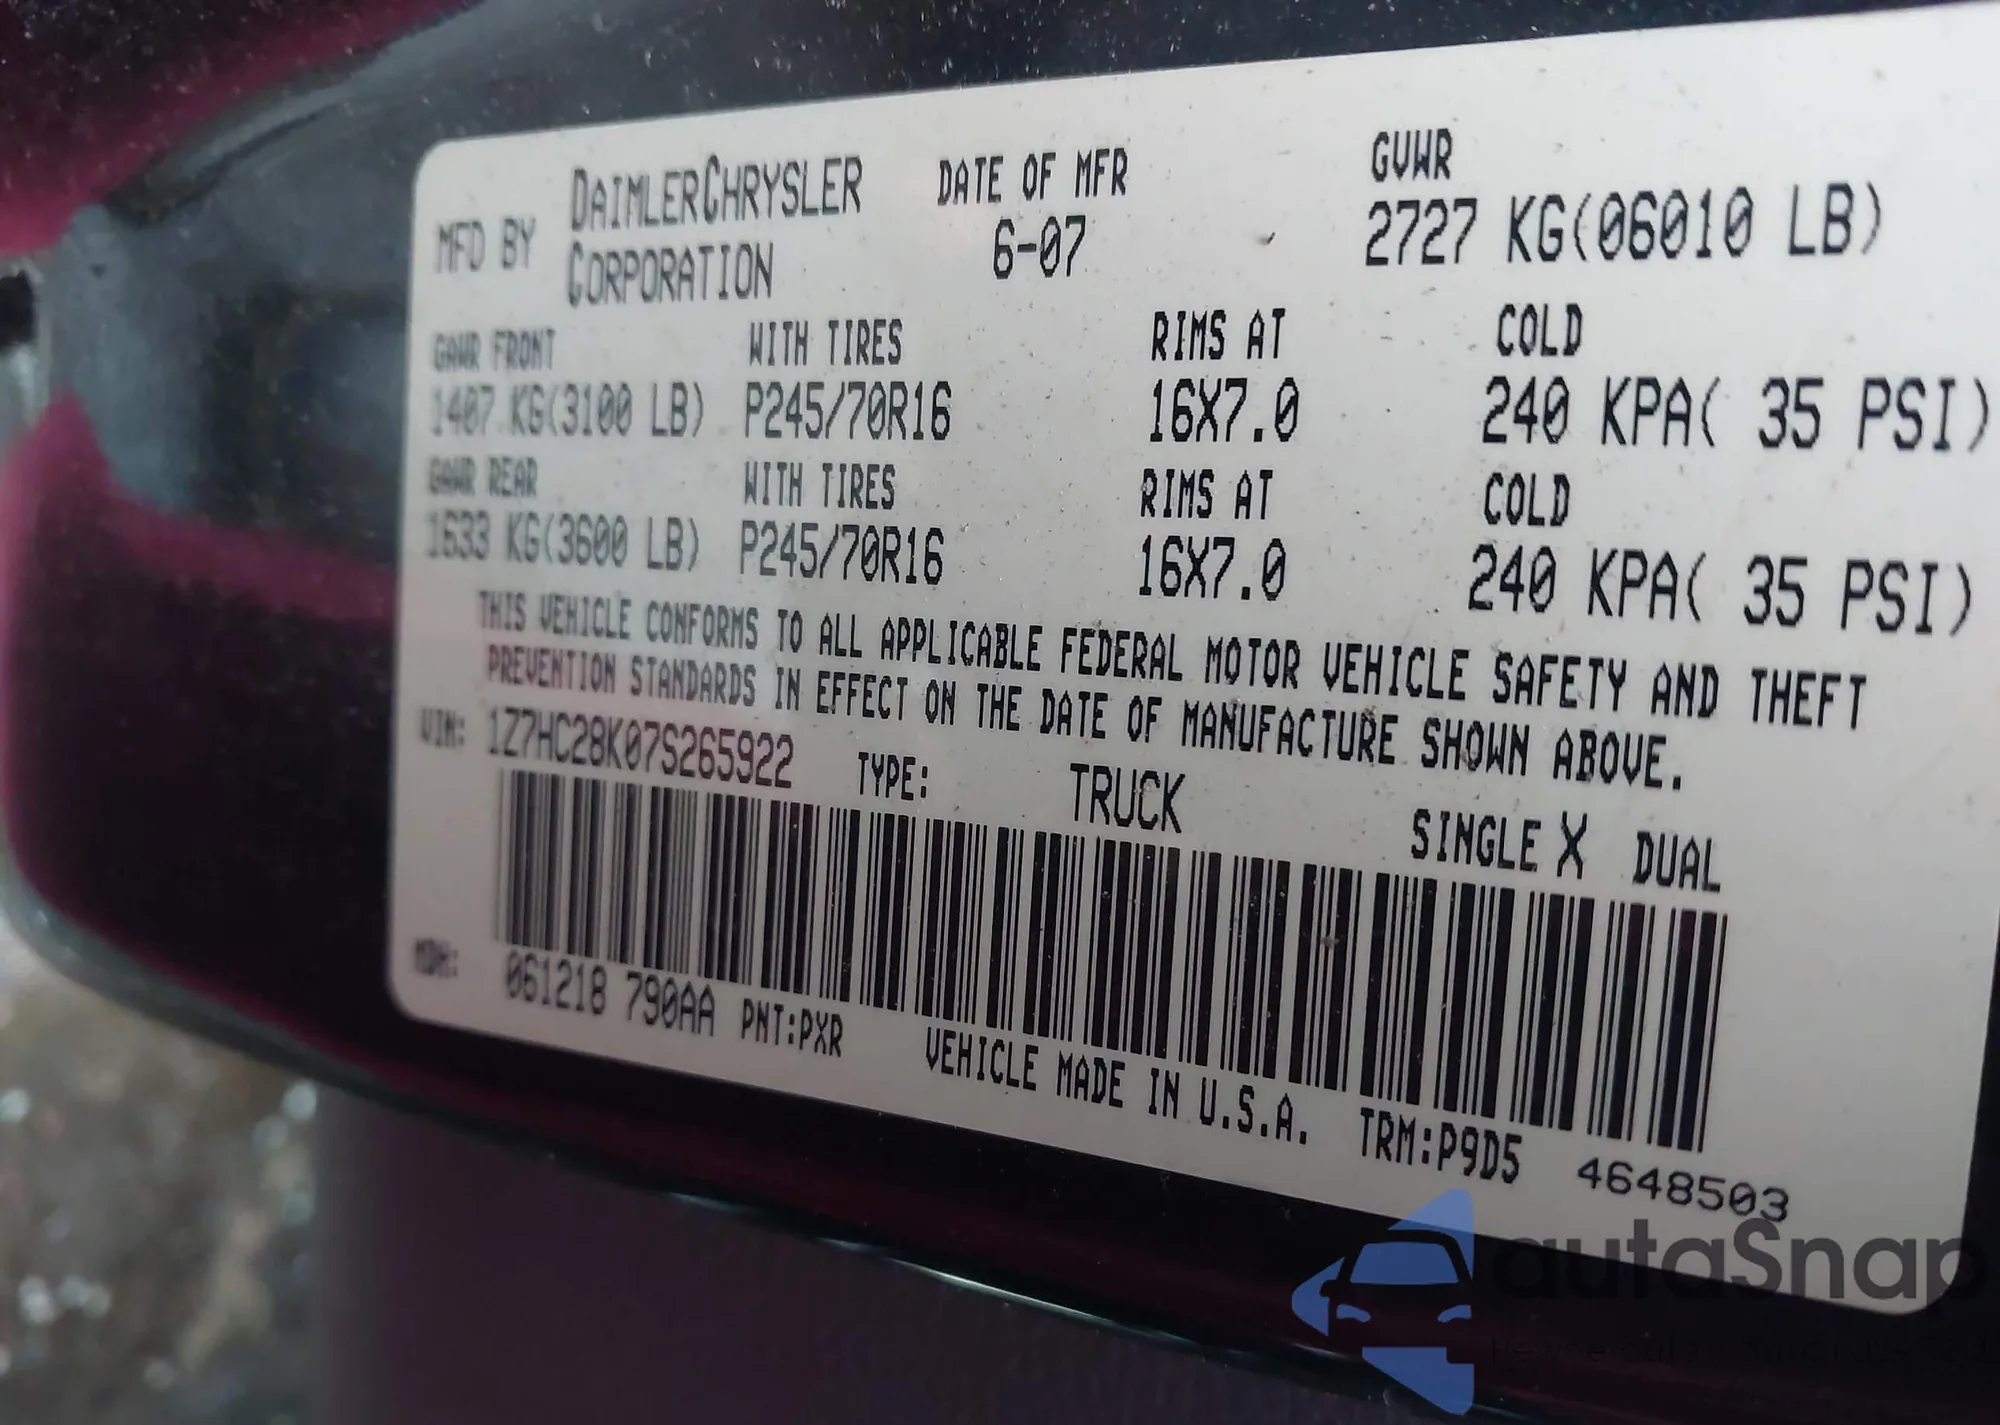 MFD BY DAIMLERCHRYSLER CORPORATION DATE OF MFR 6-07 GVWR 2727 KG(06010 LB)
GAWR FRONT WITH TIRES RIMS AT COLD
1407 KG(3100 LB) P245/70R16 16X7.0 240 KPA( 35 PSI)
GAWR REAR WITH TIRES RIMS AT COLD
1633 KG(3600 LB) P245/70R16 16X7.0 240 KPA( 35 PSI)
THIS VEHICLE CONFORMS TO ALL APPLICABLE FEDERAL MOTOR VEHICLE SAFETY AND THEFT
PREVENTION STANDARDS IN EFFECT ON THE DATE OF MANUFACTURE SHOWN ABOVE.
VIN: 1Z7HC28K07S265922 TYPE: TRUCK SINGLE X DUAL
MDH: 061218 790AA PNT:PXR VEHICLE MADE IN U.S.A. TRM:P9D5 4648503
autaSnap